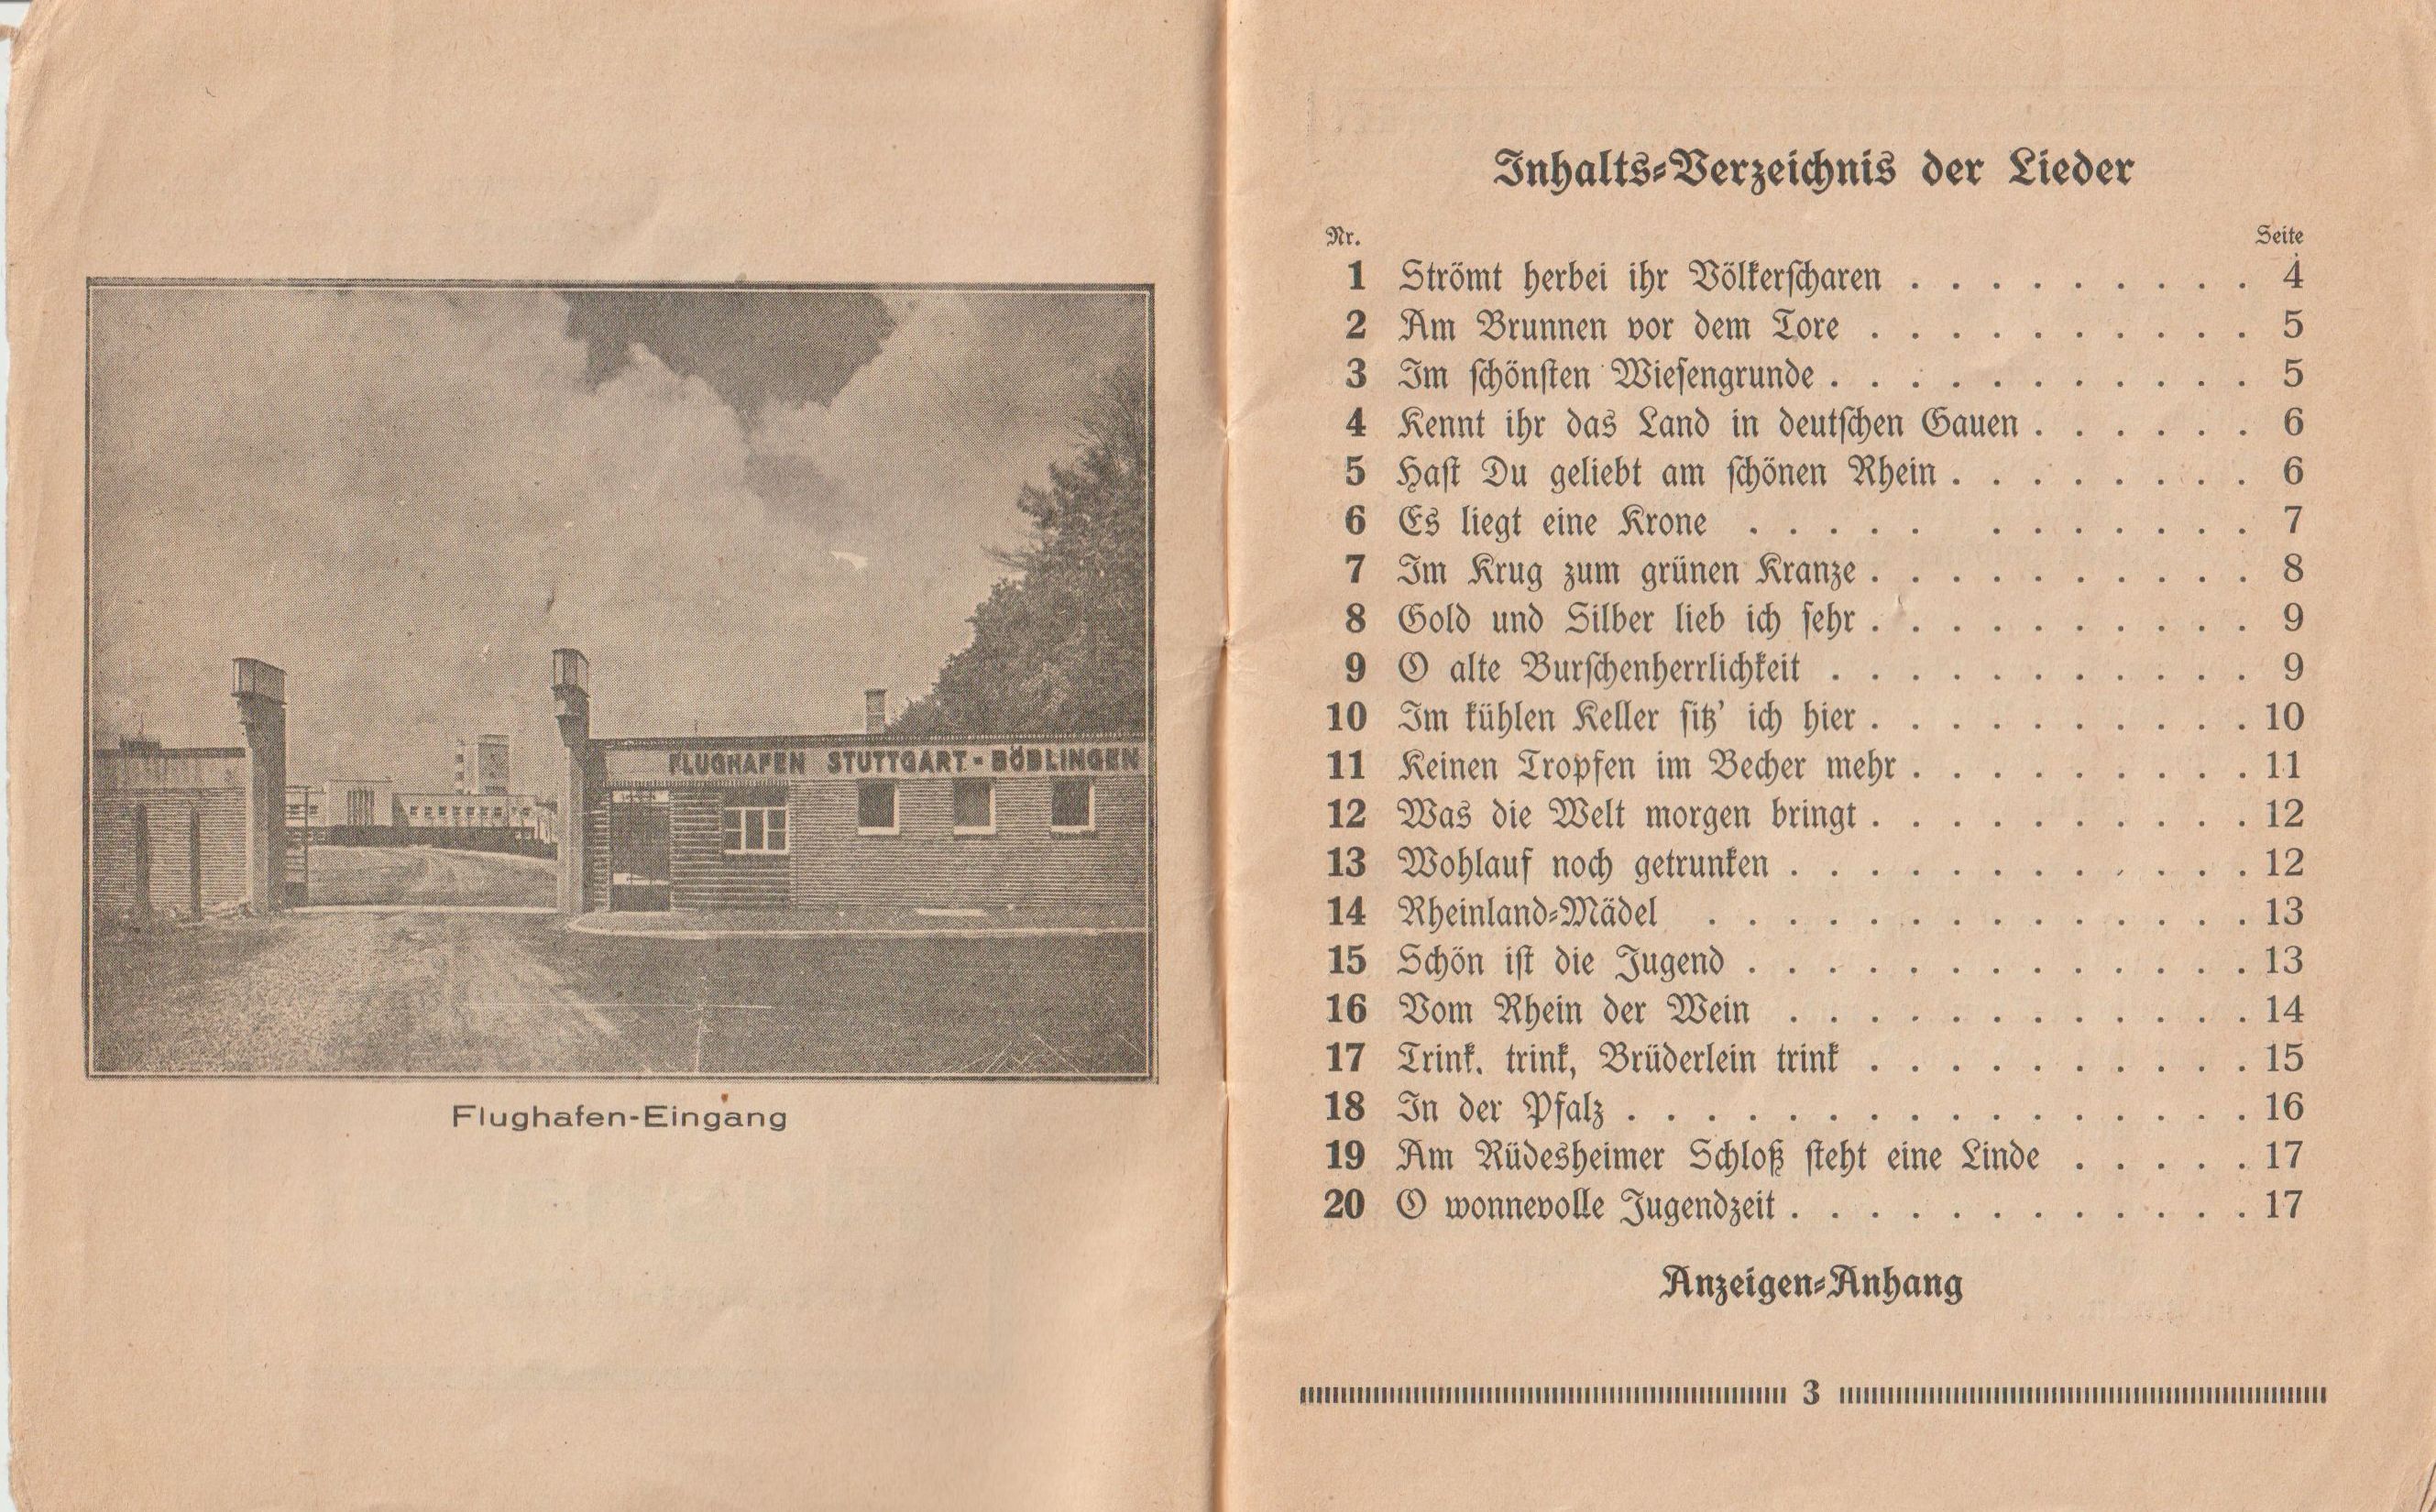 FLUGHAFEN STUTTGART-BÖBLINGEN
Flughafen-Eingang
Inhalts-Verzeichnis der Lieder
Nr. Seite
1 Strömt herbei ihr Völkerscharen . . . . . . . . . 4
2 Am Brunnen vor dem Tore . . . . . . . . . . 5
3 Im schönsten Wiesengrunde . . . . . . . . . . . 5
4 Kennt ihr das Land in deutschen Gauen . . . . . . 6
5 Hast Du geliebt am schönen Rhein . . . . . . . . 6
6 Es liegt eine Krone . . . . . . . . . . . . 7
7 Im Krug zum grünen Kranze . . . . . . . . . . 8
8 Gold und Silber lieb ich sehr . . . . . . . . . . 9
9 O alte Burschenherrlichkeit . . . . . . . . . . . 9
10 Im kühlen Keller sitz' ich hier . . . . . . . . . . 10
11 Keinen Tropfen im Becher mehr . . . . . . . . . 11
12 Was die Welt morgen bringt . . . . . . . . . . 12
13 Wohlauf noch getrunken . . . . . . . . . . . . 12
14 Rheinland-Mädel . . . . . . . . . . . . . . 13
15 Schön ist die Jugend . . . . . . . . . . . . . 13
16 Vom Rhein der Wein . . . . . . . . . . . . 14
17 Trink. trink, Brüderlein trink . . . . . . . . . . 15
18 In der Pfalz . . . . . . . . . . . . . . . . 16
19 Am Rüdesheimer Schloß steht eine Linde . . . . . 17
20 O wonnevolle Jugendzeit . . . . . . . . . . . . 17
Anzeigen-Anhang
3